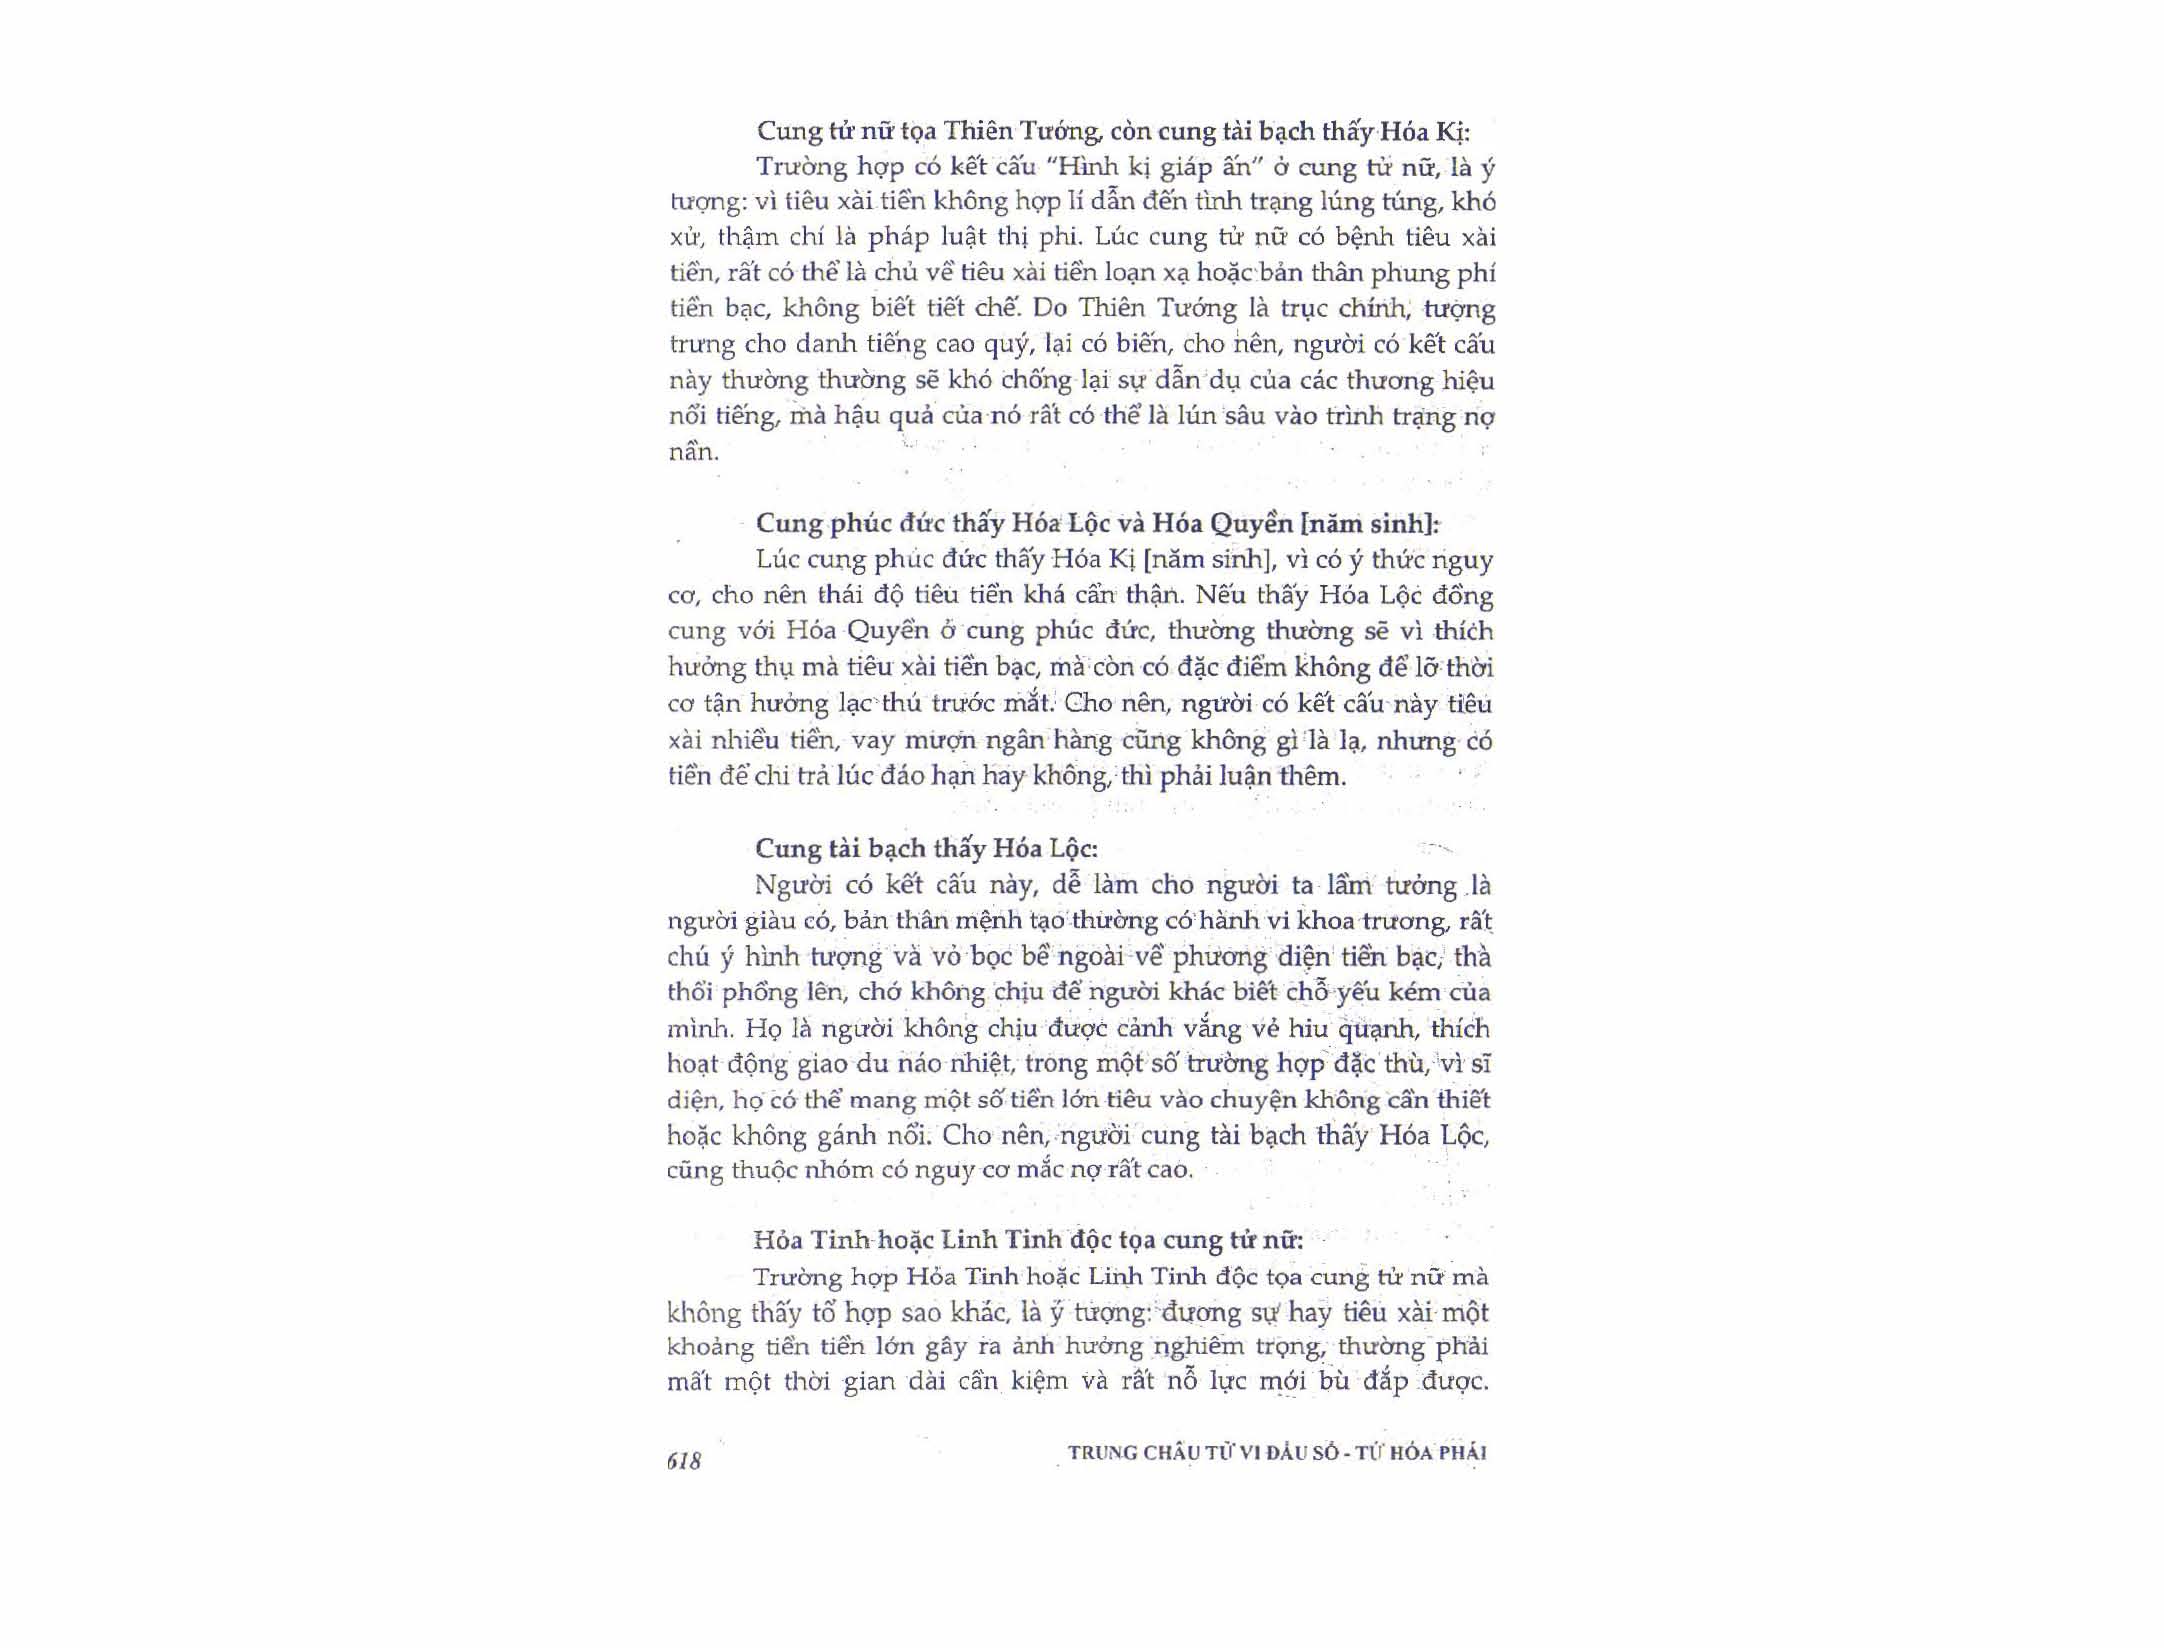 Cung tử nữ tọa Thiên Tướng, còn cung tài bạch thấy Hóa Kị:
Trường hợp có kết cấu "Hình kị giáp ấn" ở cung tử nữ, là ý
tượng: vì tiêu xài tiền không hợp lí dẫn đến tình trạng lúng túng, khó
xử, thậm chí là pháp luật thị phi. Lúc cung tử nữ có bệnh tiêu xài
tiền, rất có thể là chủ về tiêu xài tiền loạn xạ hoặc bản thân phung phí
tiền bạc, không biết tiết chế. Do Thiên Tướng là trục chính, tượng
trưng cho danh tiếng cao quý, lại có biến, cho nên, người có kết cấu
này thường thường sẽ khó chống lại sự dẫn dụ của các thương hiệu
nổi tiếng, mà hậu quả của nó rất có thể là lún sâu vào trình trạng nợ
nần.
Cung phúc đức thấy Hóa Lộc và Hóa Quyền [năm sinh]:
Lúc cung phúc đức thấy Hóa Kị [năm sinh], vì có ý thức nguy
cơ, cho nên thái độ tiêu tiền khá cẩn thận. Nếu thấy Hóa Lộc đồng
cung với Hóa Quyền ở cung phúc đức, thường thường sẽ vì thích
hưởng thụ mà tiêu xài tiền bạc, mà còn có đặc điểm không để lỡ thời
cơ tận hưởng lạc thú trước mắt. Cho nên, người có kết cấu này tiêu
xài nhiều tiền, vay mượn ngân hàng cũng không gì là lạ, nhưng có
tiền để chi trả lúc đáo hạn hay không, thì phải luận thêm.
Cung tài bạch thấy Hóa Lộc:
Người có kết cấu này, dễ làm cho người ta lầm tưởng là
người giàu có, bản thân mệnh tạo thường có hành vi khoa trương, rất
chú ý hình tượng và vỏ bọc bề ngoài về phương diện tiền bạc, thà
thổi phồng lên, chớ không chịu để người khác biết chỗ yếu kém của
mình. Họ là người không chịu được cảnh vắng vẻ hiu quạnh, thích
hoạt động giao du náo nhiệt, trong một số trường hợp đặc thù, vì sĩ
diện, họ có thể mang một số tiền lớn tiêu vào chuyện không cần thiết
hoặc không gánh nổi. Cho nên, người cung tài bạch thấy Hóa Lộc,
cũng thuộc nhóm có nguy cơ mắc nợ rất cao.
Hỏa Tinh hoặc Linh Tinh độc tọa cung tử nữ:
Trường hợp Hỏa Tinh hoặc Linh Tinh độc tọa cung tử nữ mà
không thấy tổ hợp sao khác, là ý tượng: đương sự hay tiêu xài một
khoảng tiền tiền lớn gây ra ảnh hưởng nghiêm trọng, thường phải
mất một thời gian dài cần kiệm và rất nỗ lực mới bù đắp được.
618
TRUNG CHÂU TỬ VI ĐẨU SỐ - TỨ HÓA PHÁI